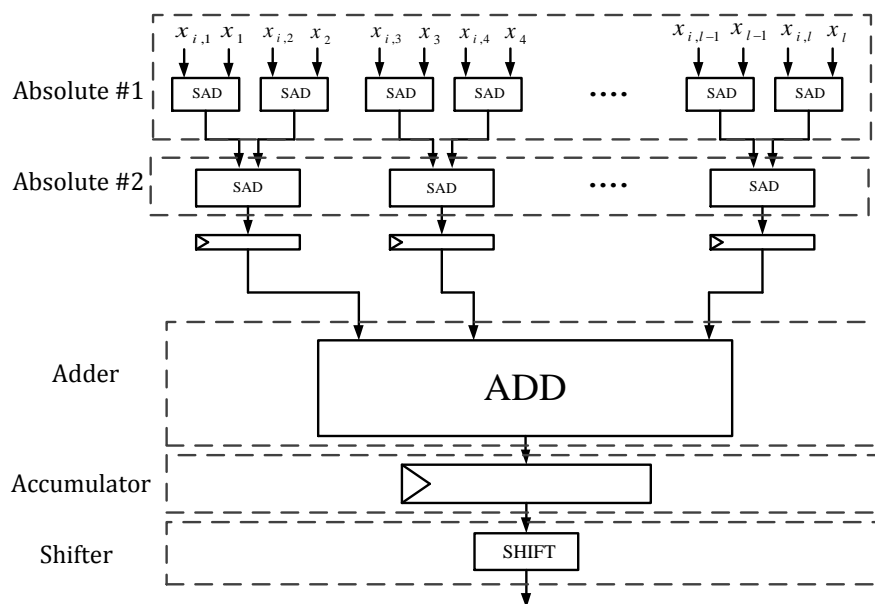 x_{i,1} x_1 x_{i,2} x_2 x_{i,3} x_3 x_{i,4} x_4 x_{i,l-1} x_{l-1} x_{i,l} x_l
Absolute #1 SAD SAD SAD SAD .... SAD SAD
Absolute #2 SAD SAD .... SAD
Adder ADD
Accumulator
Shifter SHIFT